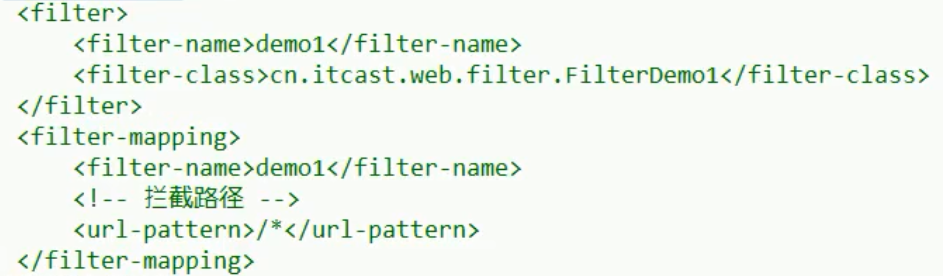 <filter>
    <filter-name>demo1</filter-name>
    <filter-class>cn.itcast.web.filter.FilterDemo1</filter-class>
</filter>
<filter-mapping>
    <filter-name>demo1</filter-name>
    <!-- 拦截路径 -->
    <url-pattern>/*</url-pattern>
</filter-mapping>